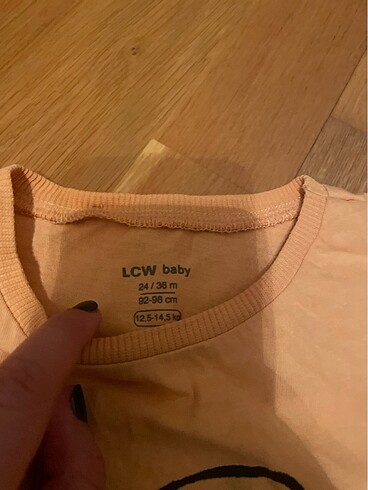 LCW baby
24 / 36 m
92-98 cm
12,5-14,5 kg